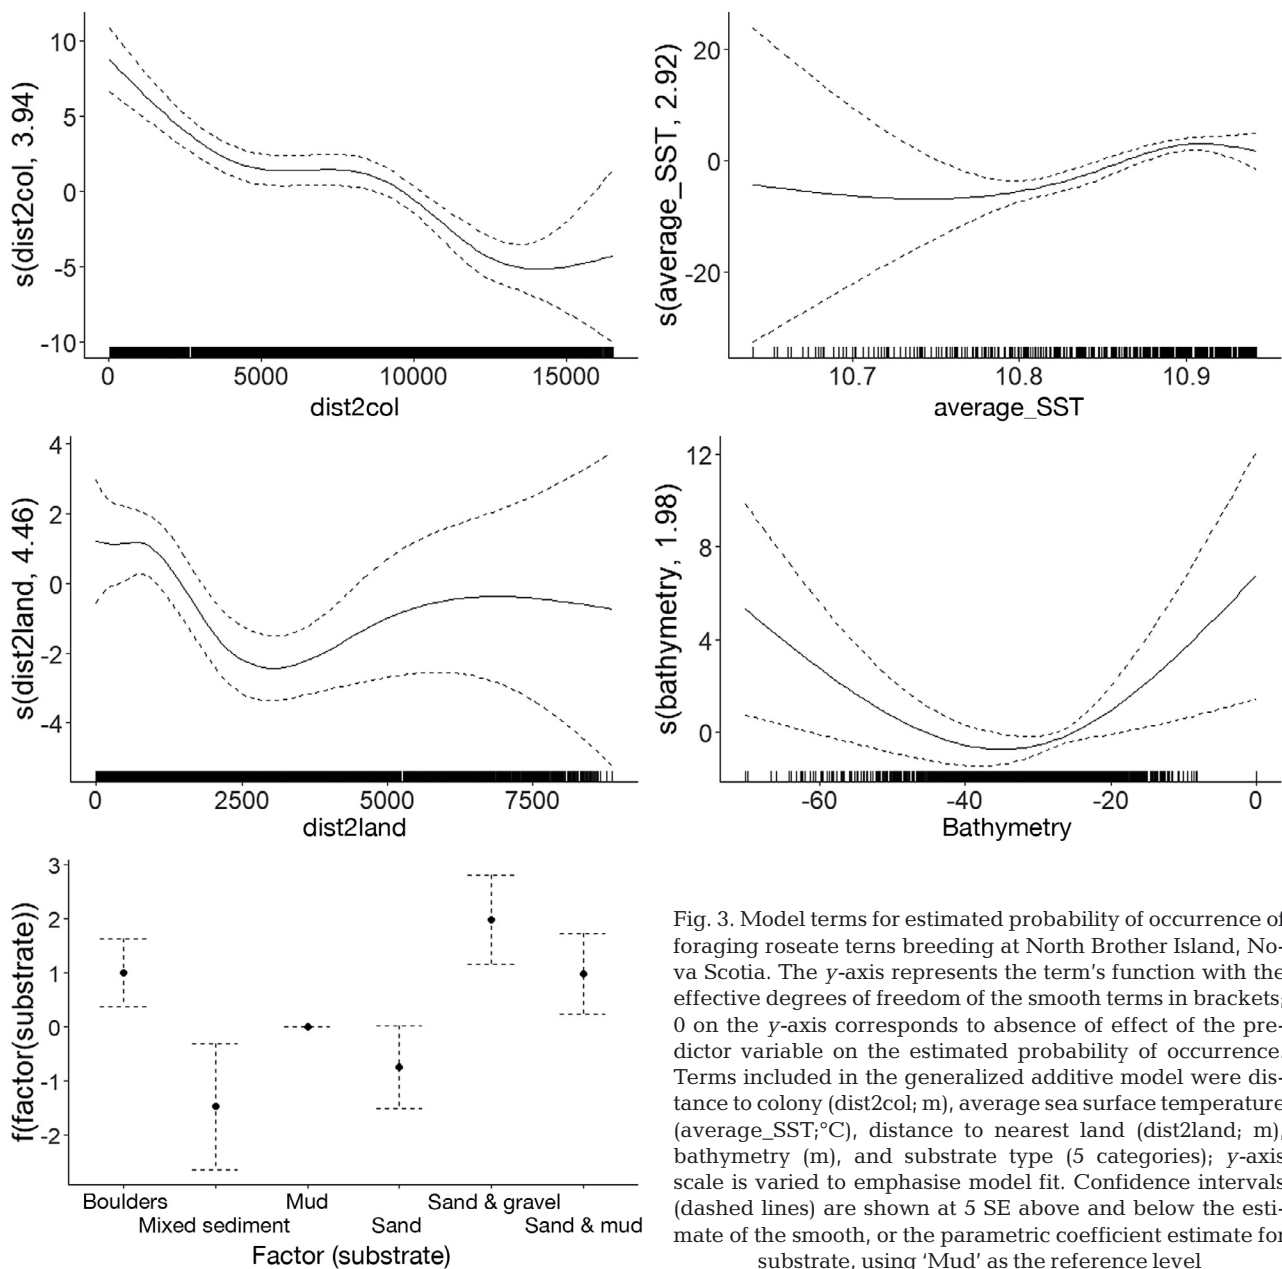 s(dist2col, 3.94)
10
5
0
-5
-10
0 5000 10000 15000
dist2col
s(average_SST, 2.92)
20
0
-20
10.7 10.8 10.9
average_SST
s(dist2land, 4.46)
4
2
0
-2
-4
0 2500 5000 7500
dist2land
s(bathymetry, 1.98)
12
8
4
0
-60 -40 -20 0
Bathymetry
f(factor(substrate))
3
2
1
0
-1
-2
Boulders Mud Sand & gravel
Mixed sediment Sand Sand & mud
Factor (substrate)
Fig. 3. Model terms for estimated probability of occurrence of
foraging roseate terns breeding at North Brother Island, No-
va Scotia. The y-axis represents the term's function with the
effective degrees of freedom of the smooth terms in brackets;
0 on the y-axis corresponds to absence of effect of the pre-
dictor variable on the estimated probability of occurrence.
Terms included in the generalized additive model were dis-
tance to colony (dist2col; m), average sea surface temperature
(average_SST;°C), distance to nearest land (dist2land; m),
bathymetry (m), and substrate type (5 categories); y-axis
scale is varied to emphasise model fit. Confidence intervals
(dashed lines) are shown at 5 SE above and below the esti-
mate of the smooth, or the parametric coefficient estimate for
substrate, using 'Mud' as the reference level